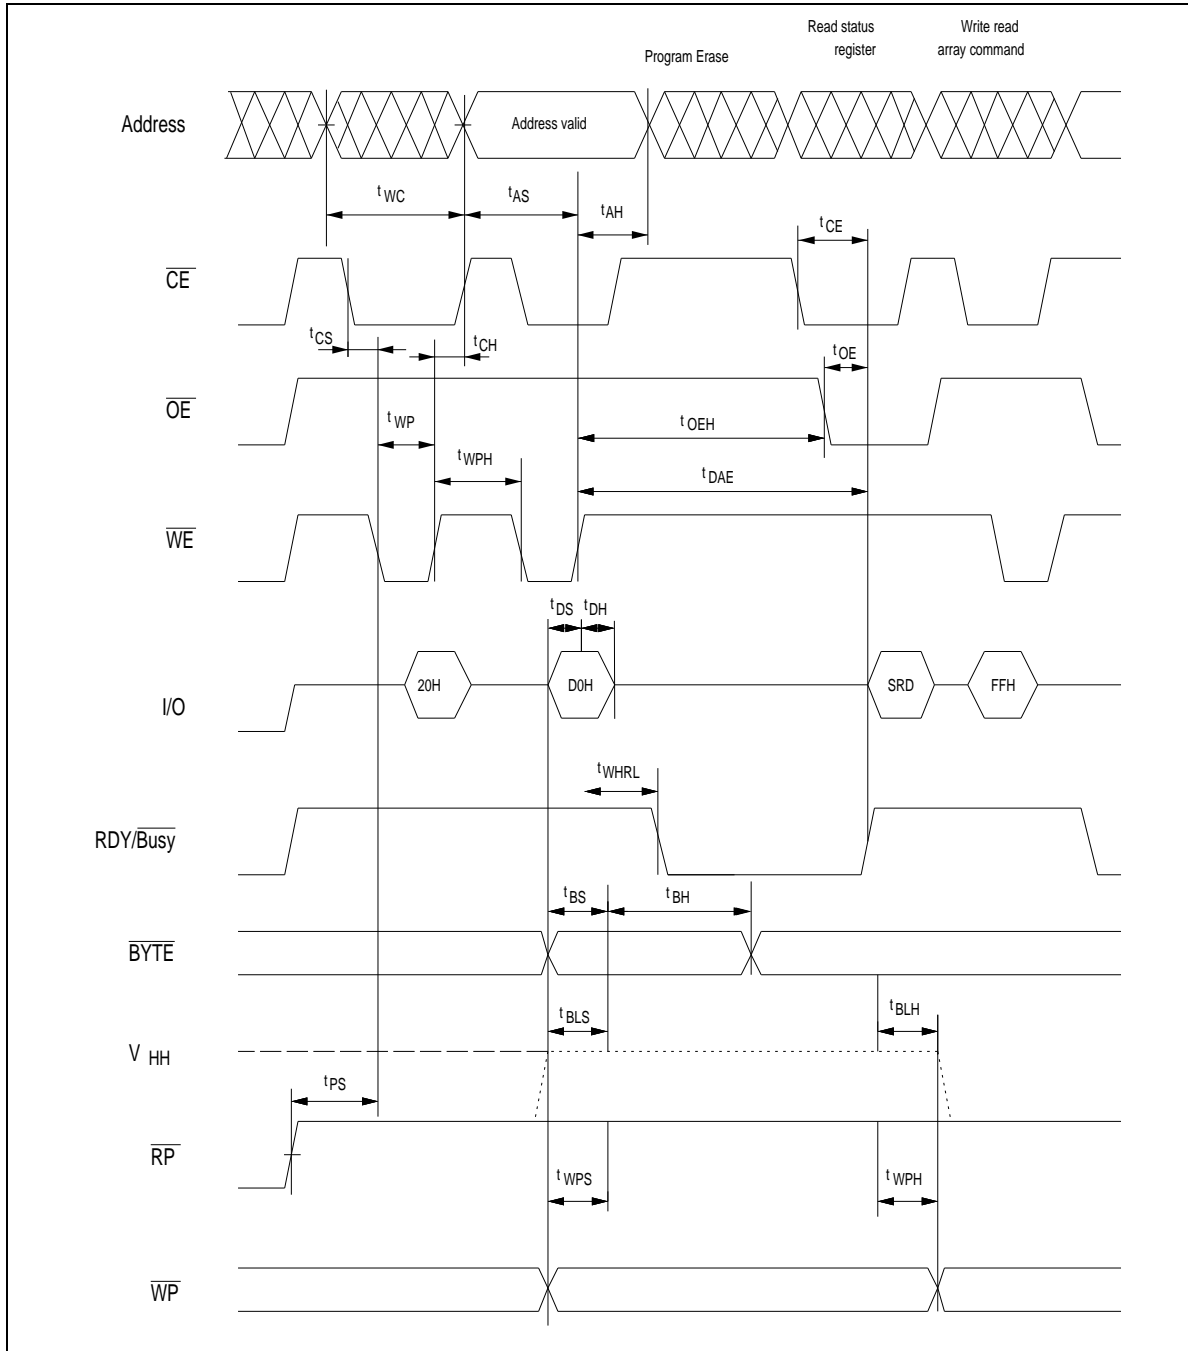 Read status
register
Write read
array command
Program Erase
Address
Address valid
t WC
t AS
t AH
t CE
CE
t CS
t CH
t OE
OE
t WP
t OEH
t WPH
t DAE
WE
t DS
t DH
I/O
20H
D0H
SRD
FFH
t WHRL
RDY/Busy
t BS
t BH
BYTE
t BLS
t BLH
V HH
t PS
RP
t WPS
t WPH
WP